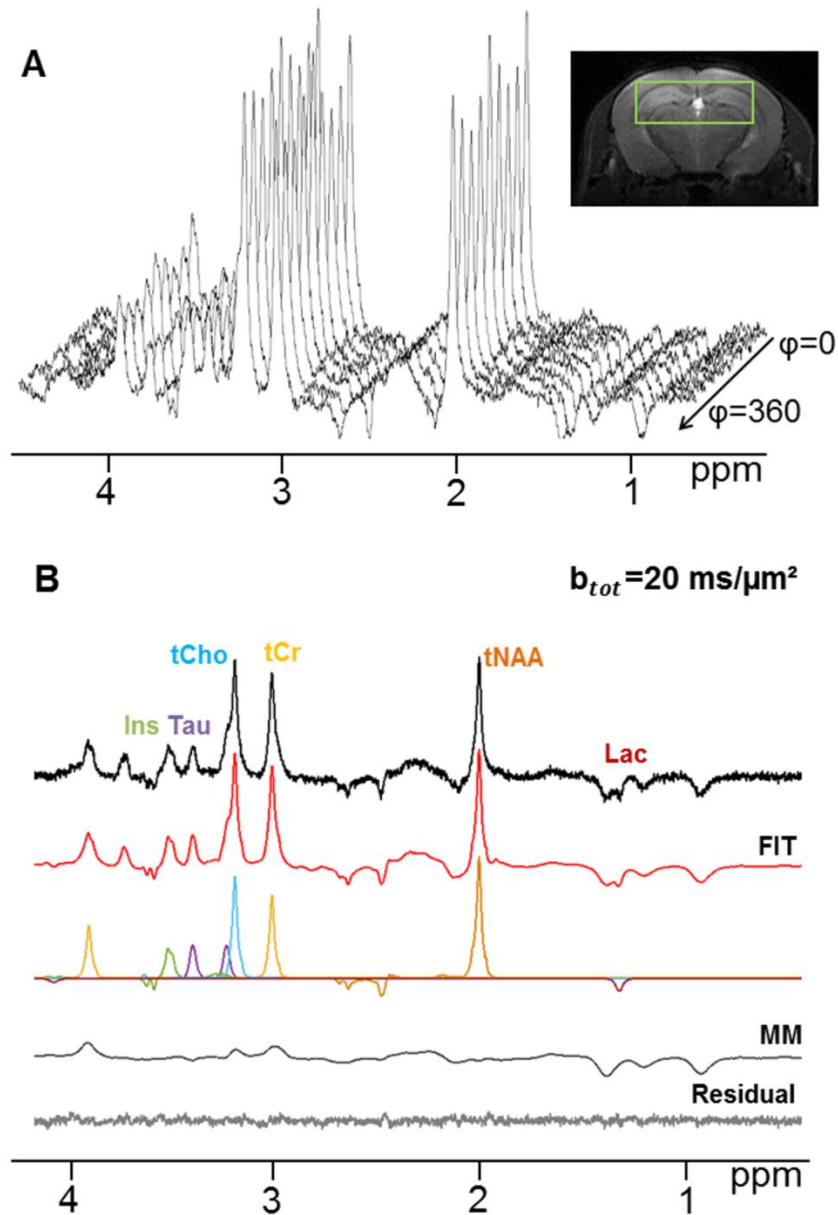 A
φ=0
φ=360
4 3 2 1 ppm
B
b_tot=20 ms/µm²
tCho tCr tNAA
Ins Tau Lac
FIT
MM
Residual
4 3 2 1 ppm